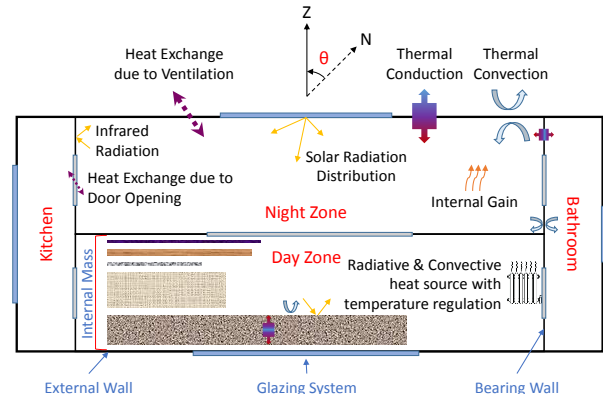 Z
N
θ
Heat Exchange
due to Ventilation
Thermal
Conduction
Thermal
Convection
Infrared
Radiation
Solar Radiation
Distribution
Heat Exchange due to
Door Opening
Internal Gain
Night Zone
Kitchen
Bathroom
Internal Mass
Day Zone
Radiative & Convective
heat source with
temperature regulation
External Wall
Glazing System
Bearing Wall